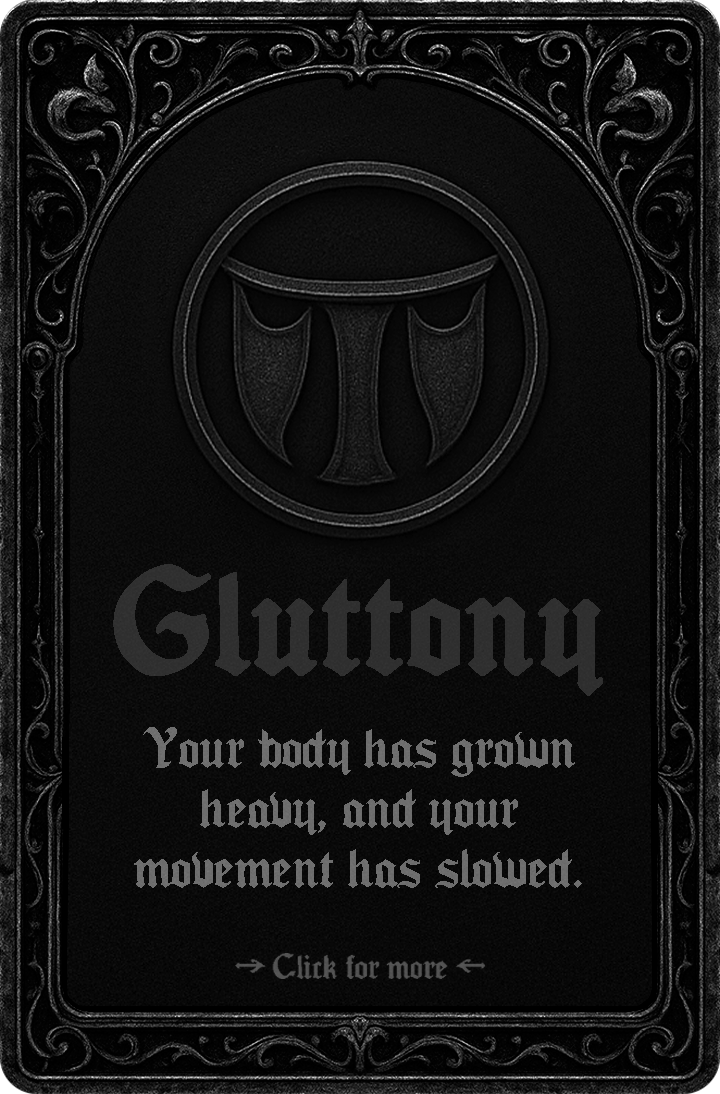 Gluttony
Your body has grown
heavy, and your
movement has slowed.
→ Click for more ←